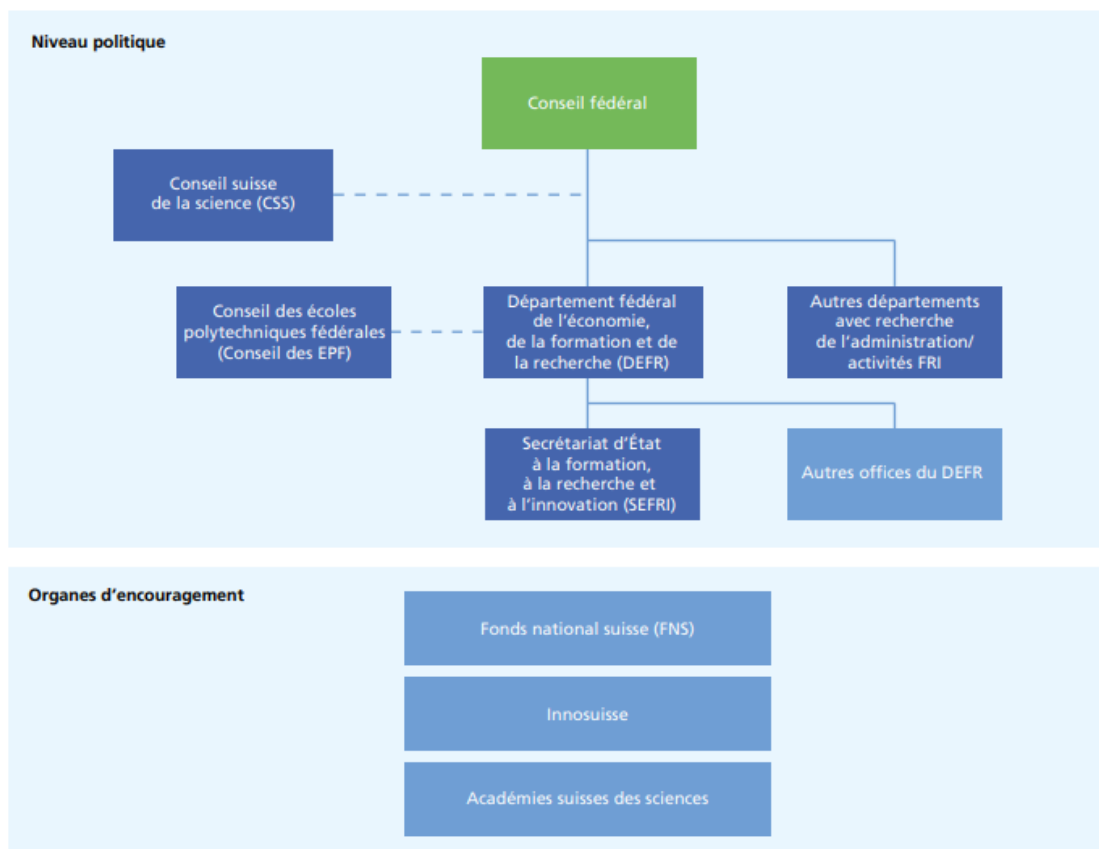 Niveau politique
Conseil fédéral
Conseil suisse
de la science (CSS)
Conseil des écoles
polytechniques fédérales
(Conseil des EPF)
Département fédéral
de l’économie,
de la formation et de
la recherche (DEFR)
Autres départements
avec recherche
de l’administration/
activités FRI
Secrétariat d’État
à la formation,
à la recherche et
à l’innovation (SEFRI)
Autres offices du DEFR
Organes d’encouragement
Fonds national suisse (FNS)
Innosuisse
Académies suisses des sciences